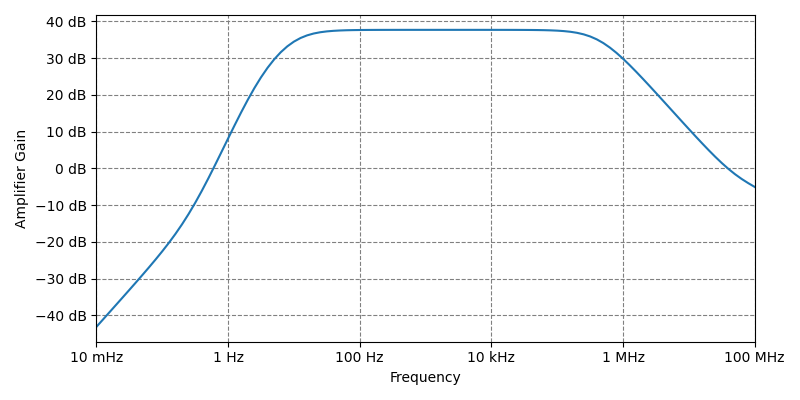 40 dB
30 dB
20 dB
10 dB
0 dB
−10 dB
−20 dB
−30 dB
−40 dB
Amplifier Gain
10 mHz 1 Hz 100 Hz 10 kHz 1 MHz 100 MHz
Frequency